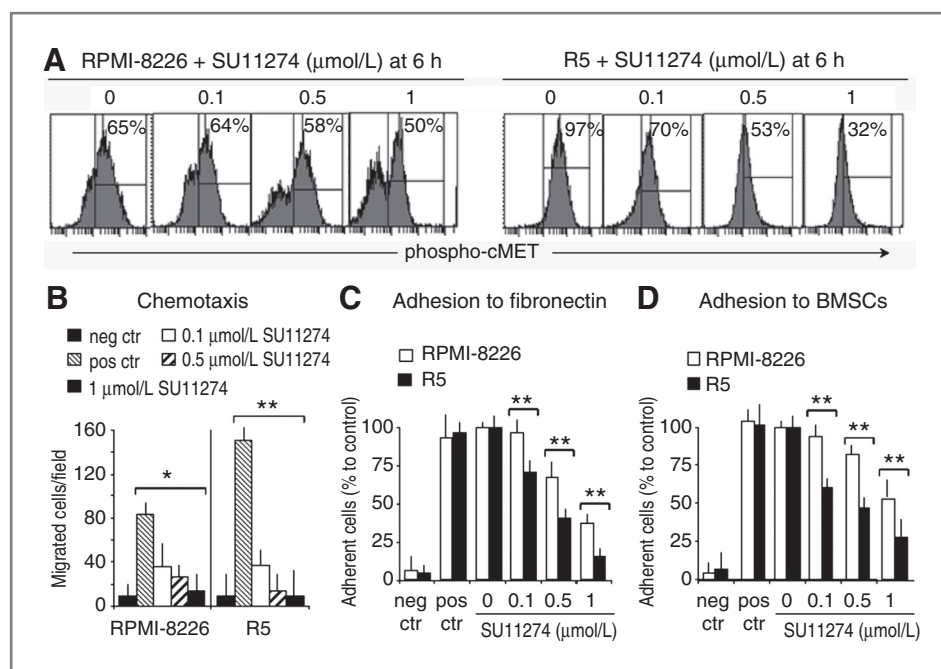 A
RPMI-8226 + SU11274 (µmol/L) at 6 h
R5 + SU11274 (µmol/L) at 6 h
0 0.1 0.5 1
0 0.1 0.5 1
65% 64% 58% 50%
97% 70% 53% 32%
phospho-cMET
B Chemotaxis
neg ctr 0.1 µmol/L SU11274
pos ctr 0.5 µmol/L SU11274
1 µmol/L SU11274
Migrated cells/field
160
120
80
40
0
*
**
RPMI-8226 R5
C Adhesion to fibronectin
RPMI-8226
R5
Adherent cells (% to control)
100
75
50
25
0
**
**
**
neg ctr
pos ctr
0 0.1 0.5 1
SU11274 (µmol/L)
D Adhesion to BMSCs
RPMI-8226
R5
Adherent cells (% to control)
100
75
50
25
0
**
**
**
neg ctr
pos ctr
0 0.1 0.5 1
SU11274 (µmol/L)